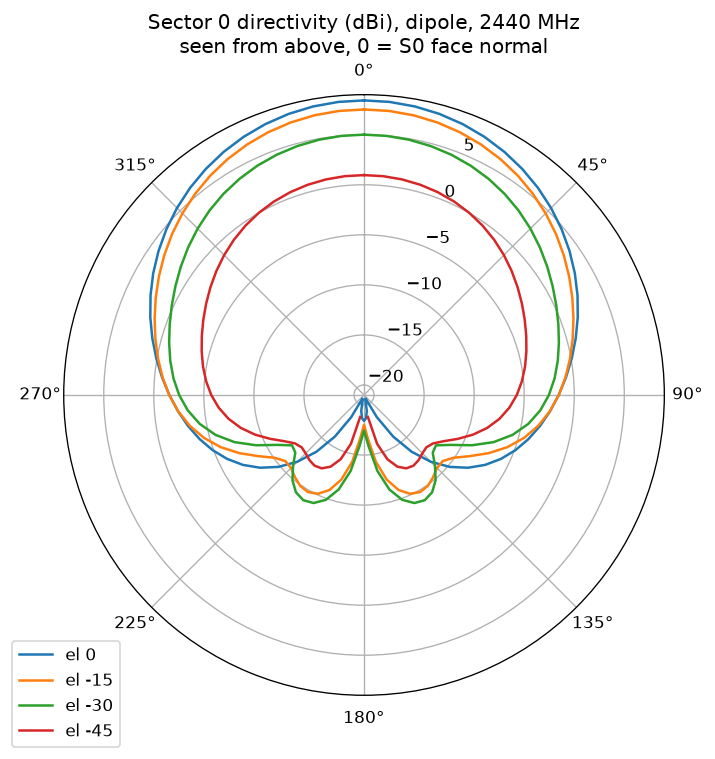 Sector 0 directivity (dBi), dipole, 2440 MHz
seen from above, 0 = S0 face normal
0°
315°
45°
5
0
−5
−10
−15
−20
270°
90°
225°
135°
180°
el 0
el -15
el -30
el -45